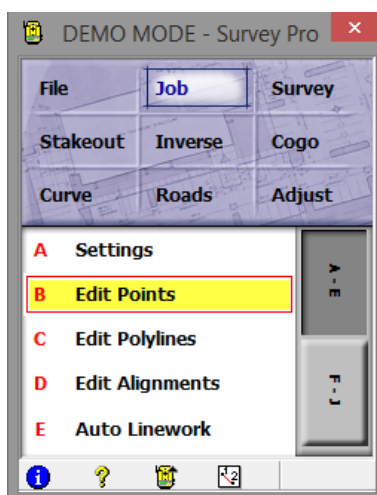 DEMO MODE - Survey Pro
File Job Survey
Stakeout Inverse Cogo
Curve Roads Adjust
A Settings
B Edit Points
C Edit Polylines
D Edit Alignments
E Auto Linework
A - E
F - J